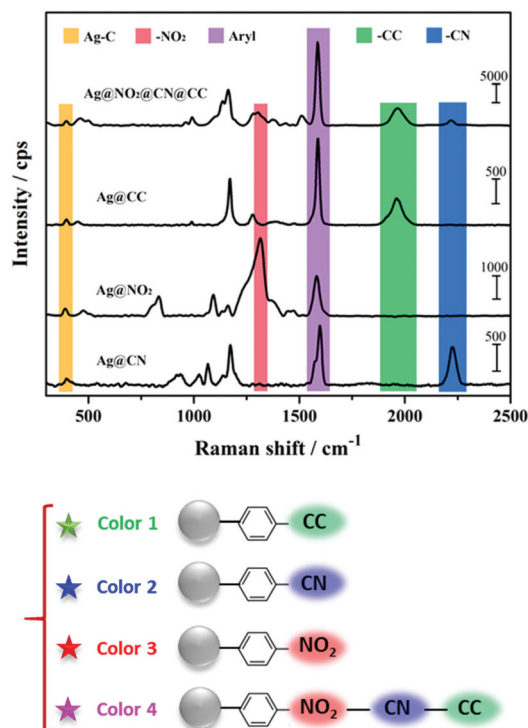 Ag-C -NO₂ Aryl -CC -CN
Ag@NO₂@CN@CC
5000
Ag@CC
500
Ag@NO₂
1000
Ag@CN
500
Intensity / cps
500 1000 1500 2000 2500
Raman shift / cm⁻¹
Color 1 CC
Color 2 CN
Color 3 NO₂
Color 4 NO₂ CN CC